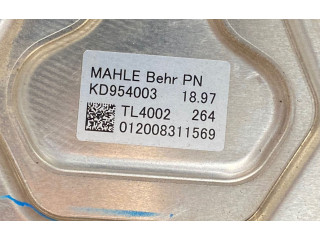 MAHLE Behr PN
KD954003 18.97
TL4002 264
012008311569